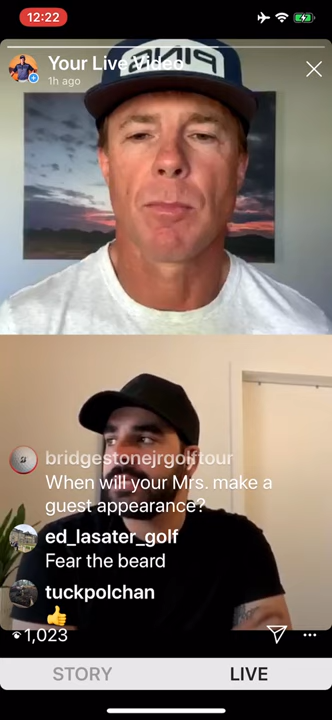 12:22
PING
Your Live Video
1h ago
bridgestonejrgolftour
When will your Mrs. make a
guest appearance?
ed_lasater_golf
Fear the beard
tuckpolchan
👍
1,023
STORY
LIVE